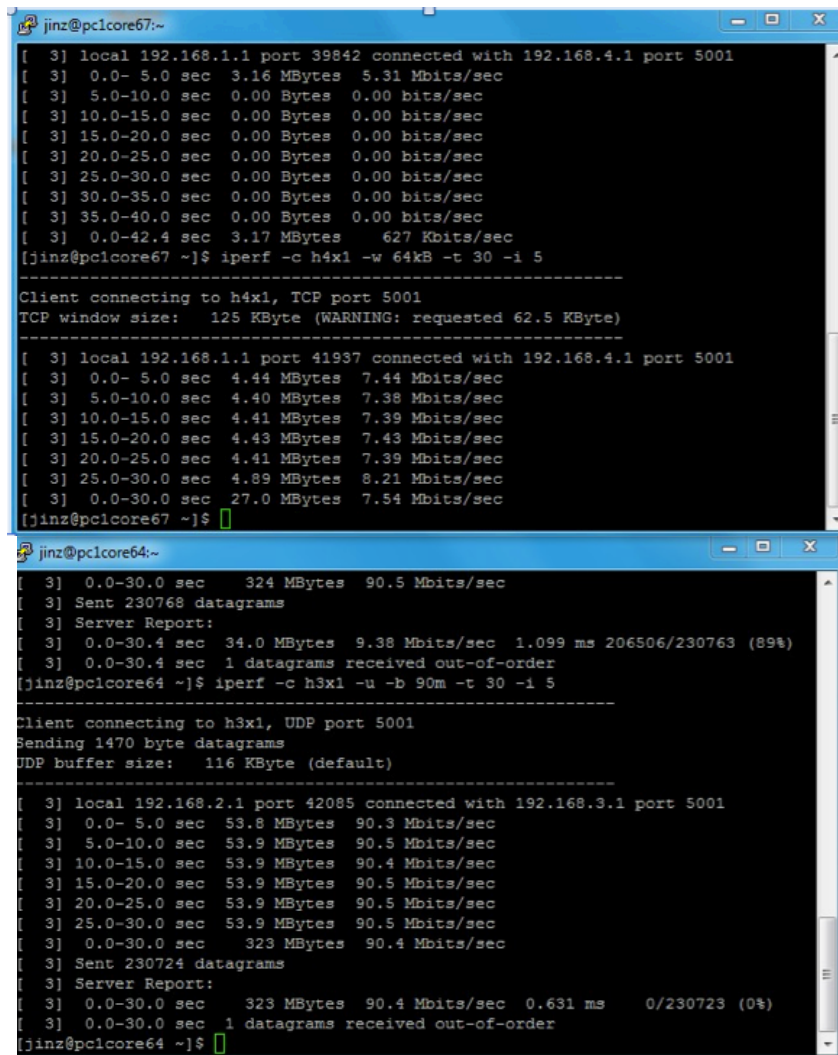 jinz@pc1core67:~
[  3] local 192.168.1.1 port 39842 connected with 192.168.4.1 port 5001
[  3]  0.0- 5.0 sec  3.16 MBytes  5.31 Mbits/sec
[  3]  5.0-10.0 sec  0.00 Bytes  0.00 bits/sec
[  3] 10.0-15.0 sec  0.00 Bytes  0.00 bits/sec
[  3] 15.0-20.0 sec  0.00 Bytes  0.00 bits/sec
[  3] 20.0-25.0 sec  0.00 Bytes  0.00 bits/sec
[  3] 25.0-30.0 sec  0.00 Bytes  0.00 bits/sec
[  3] 30.0-35.0 sec  0.00 Bytes  0.00 bits/sec
[  3] 35.0-40.0 sec  0.00 Bytes  0.00 bits/sec
[  3]  0.0-42.4 sec  3.17 MBytes    627 Kbits/sec
[jinz@pc1core67 ~]$ iperf -c h4x1 -w 64kB -t 30 -i 5
------------------------------------------------------------
Client connecting to h4x1, TCP port 5001
TCP window size:   125 KByte (WARNING: requested 62.5 KByte)
------------------------------------------------------------
[  3] local 192.168.1.1 port 41937 connected with 192.168.4.1 port 5001
[  3]  0.0- 5.0 sec  4.44 MBytes  7.44 Mbits/sec
[  3]  5.0-10.0 sec  4.40 MBytes  7.38 Mbits/sec
[  3] 10.0-15.0 sec  4.41 MBytes  7.39 Mbits/sec
[  3] 15.0-20.0 sec  4.43 MBytes  7.43 Mbits/sec
[  3] 20.0-25.0 sec  4.41 MBytes  7.39 Mbits/sec
[  3] 25.0-30.0 sec  4.89 MBytes  8.21 Mbits/sec
[  3]  0.0-30.0 sec  27.0 MBytes  7.54 Mbits/sec
[jinz@pc1core67 ~]$
jinz@pc1core64:~
[  3]  0.0-30.0 sec    324 MBytes  90.5 Mbits/sec
[  3] Sent 230768 datagrams
[  3] Server Report:
[  3]  0.0-30.4 sec  34.0 MBytes  9.38 Mbits/sec  1.099 ms 206506/230763 (89%)
[  3]  0.0-30.4 sec  1 datagrams received out-of-order
[jinz@pc1core64 ~]$ iperf -c h3x1 -u -b 90m -t 30 -i 5
------------------------------------------------------------
Client connecting to h3x1, UDP port 5001
Sending 1470 byte datagrams
UDP buffer size:   116 KByte (default)
------------------------------------------------------------
[  3] local 192.168.2.1 port 42085 connected with 192.168.3.1 port 5001
[  3]  0.0- 5.0 sec  53.8 MBytes  90.3 Mbits/sec
[  3]  5.0-10.0 sec  53.9 MBytes  90.5 Mbits/sec
[  3] 10.0-15.0 sec  53.9 MBytes  90.4 Mbits/sec
[  3] 15.0-20.0 sec  53.9 MBytes  90.5 Mbits/sec
[  3] 20.0-25.0 sec  53.9 MBytes  90.5 Mbits/sec
[  3] 25.0-30.0 sec  53.9 MBytes  90.5 Mbits/sec
[  3]  0.0-30.0 sec    323 MBytes  90.4 Mbits/sec
[  3] Sent 230724 datagrams
[  3] Server Report:
[  3]  0.0-30.0 sec    323 MBytes  90.4 Mbits/sec  0.631 ms    0/230723 (0%)
[  3]  0.0-30.0 sec  1 datagrams received out-of-order
[jinz@pc1core64 ~]$